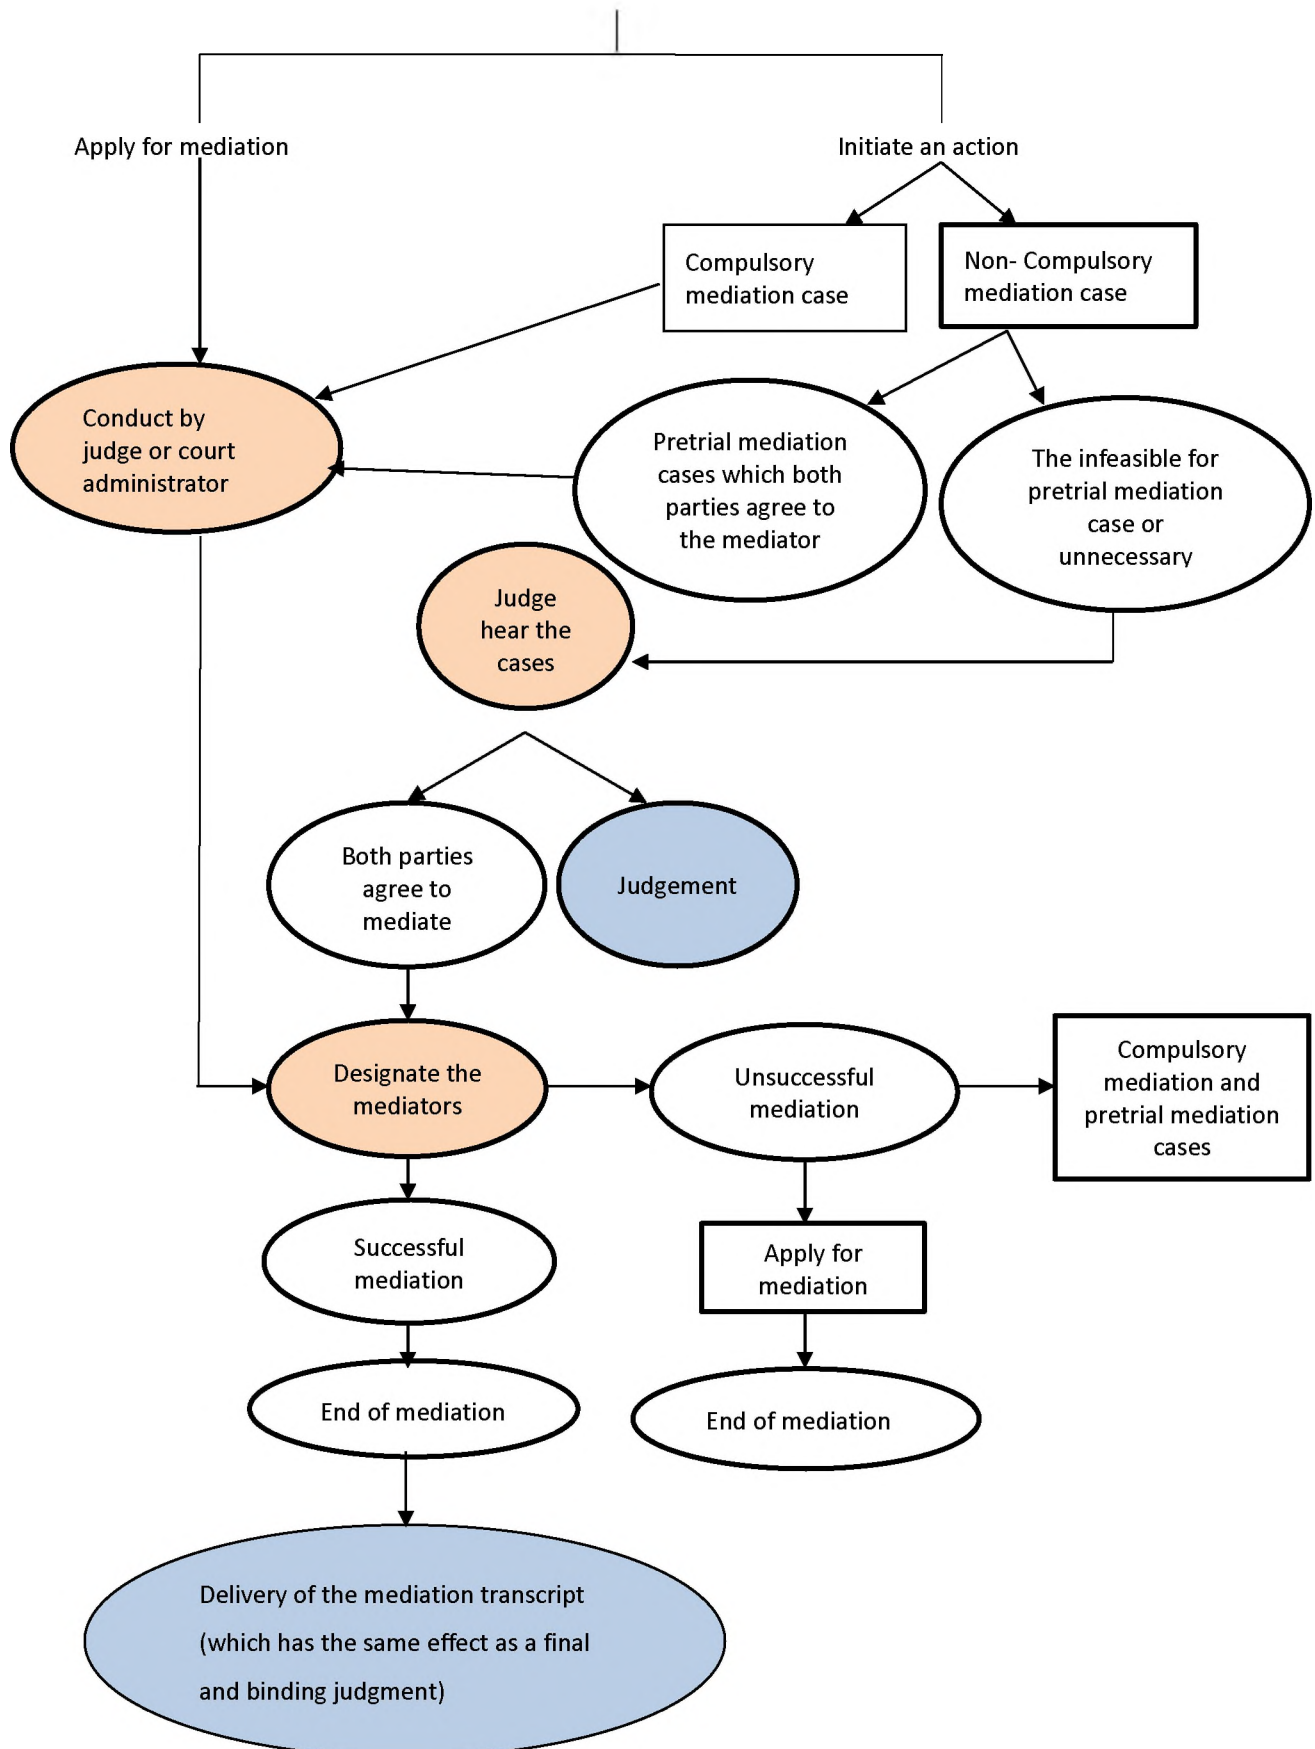 Apply for mediation
Initiate an action
Compulsory
mediation case
Non- Compulsory
mediation case
Conduct by
judge or court
administrator
Pretrial mediation
cases which both
parties agree to
the mediator
The infeasible for
pretrial mediation
case or
unnecessary
Judge
hear the
cases
Both parties
agree to
mediate
Judgement
Designate the
mediators
Unsuccessful
mediation
Compulsory
mediation and
pretrial mediation
cases
Successful
mediation
Apply for
mediation
End of mediation
End of mediation
Delivery of the mediation transcript
(which has the same effect as a final
and binding judgment)